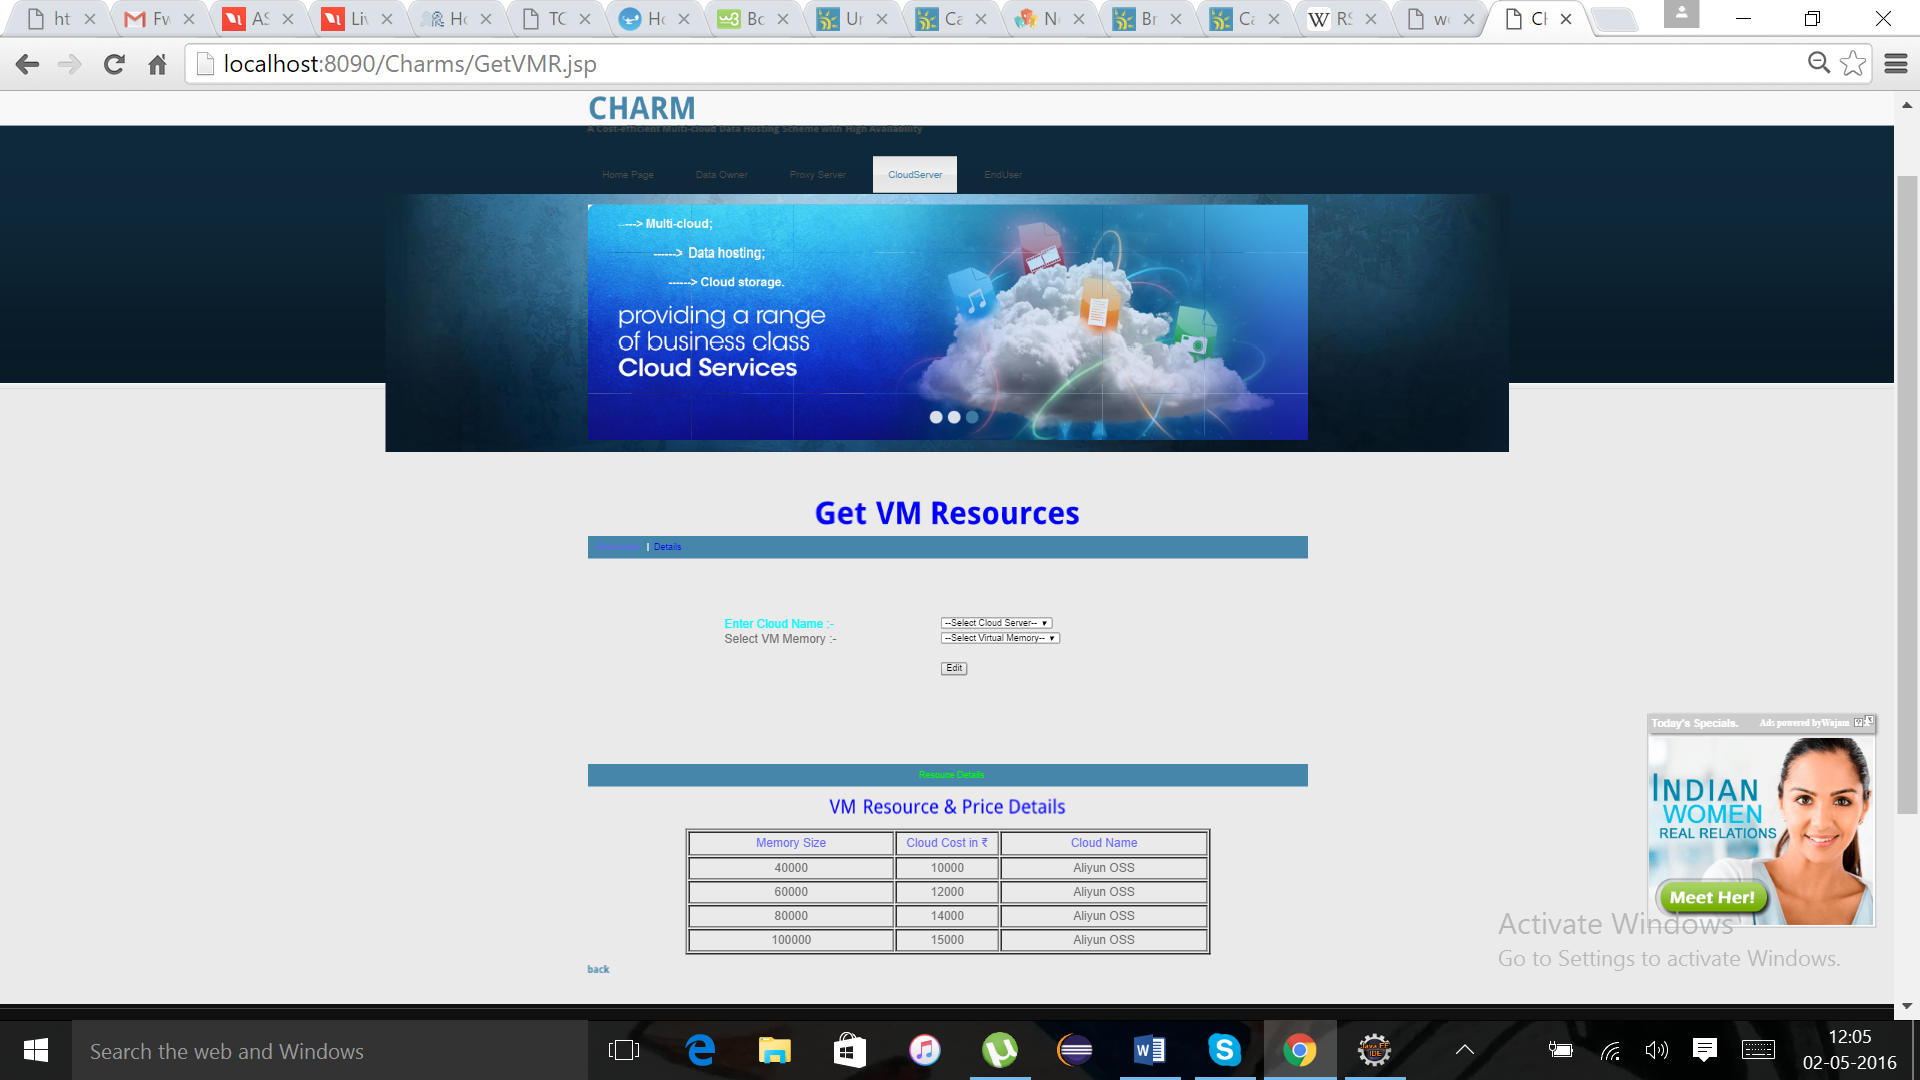 ht
Fw
AS
Liv
Ho
TC
Ho
Bo
Ur
Ca
N
Br
Ca
RS
we
Cl
localhost:8090/Charms/GetVMR.jsp
CHARM
A Cost-efficient Multi-cloud Data Hosting Scheme with High Availability
Home Page Data Owner Proxy Server CloudServer EndUser
----> Multi-cloud;
------> Data hosting;
------> Cloud storage.
providing a range
of business class
Cloud Services
Get VM Resources
| Details
Enter Cloud Name :- --Select Cloud Server--
Select VM Memory :- --Select Virtual Memory--
Edit
Today's Specials. Ads powered byWajam ? X
INDIAN
WOMEN
REAL RELATIONS
Meet Her!
Resource Details
VM Resource & Price Details
Memory Size Cloud Cost in ₹ Cloud Name
40000 10000 Aliyun OSS
60000 12000 Aliyun OSS
80000 14000 Aliyun OSS
100000 15000 Aliyun OSS
back
Activate Windows
Go to Settings to activate Windows.
Search the web and Windows
12:05
02-05-2016